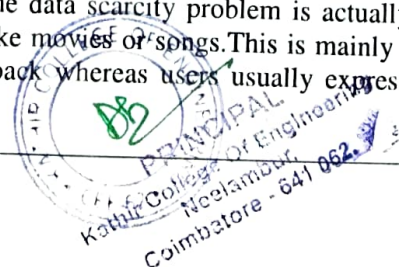 e data scarcity problem is actually
ke movies or songs.This is mainly
back whereas users usually expres
PRINCIPAL
Kathir College Of Engineering
Neelambur,
Coimbatore - 641 062.